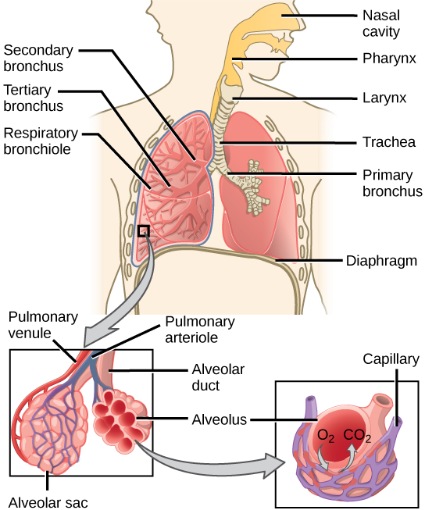 Nasal
cavity
Pharynx
Larynx
Trachea
Primary
bronchus
Diaphragm
Secondary
bronchus
Tertiary
bronchus
Respiratory
bronchiole
Pulmonary
venule
Pulmonary
arteriole
Alveolar
duct
Alveolus
Alveolar sac
Capillary
O₂ CO₂